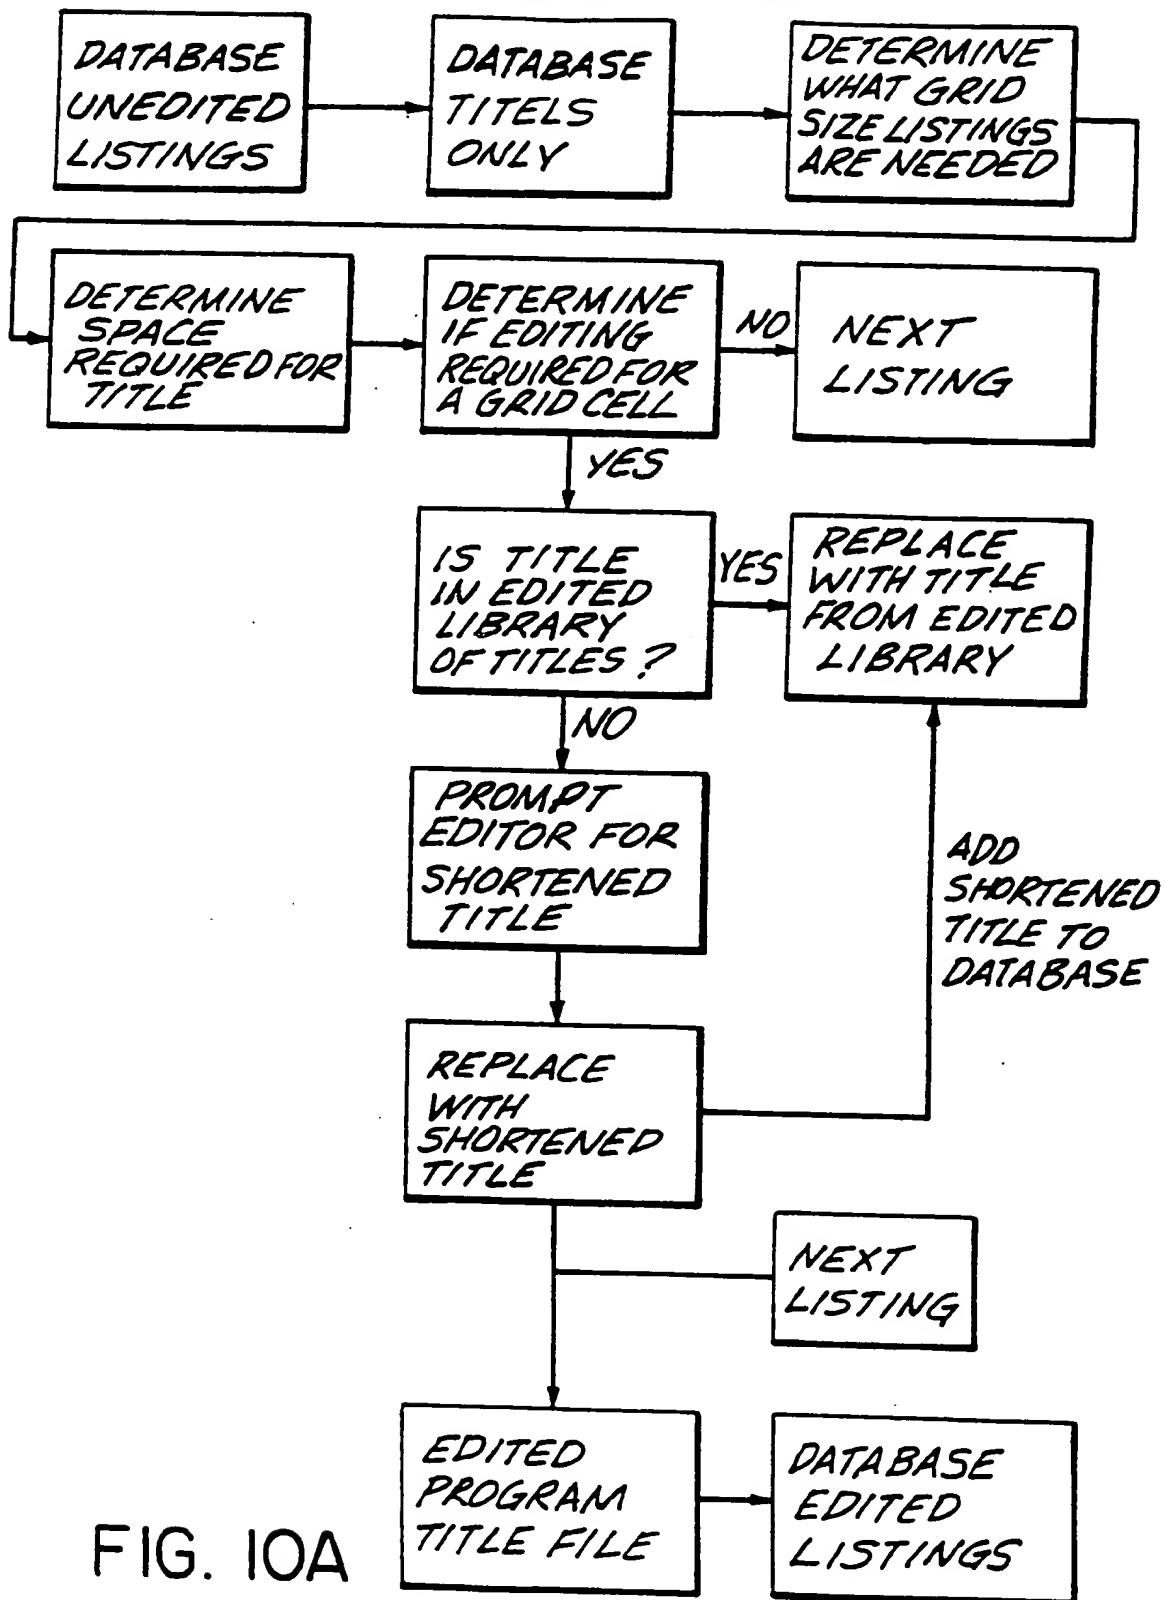 DATABASE
UNEDITED
LISTINGS
DATABASE
TITELS
ONLY
DETERMINE
WHAT GRID
SIZE LISTINGS
ARE NEEDED
DETERMINE
SPACE
REQUIRED FOR
TITLE
DETERMINE
IF EDITING
REQUIRED FOR
A GRID CELL
NO
NEXT
LISTING
YES
IS TITLE
IN EDITED
LIBRARY
OF TITLES?
YES
REPLACE
WITH TITLE
FROM EDITED
LIBRARY
NO
PROMPT
EDITOR FOR
SHORTENED
TITLE
ADD
SHORTENED
TITLE TO
DATABASE
REPLACE
WITH
SHORTENED
TITLE
NEXT
LISTING
EDITED
PROGRAM
TITLE FILE
DATABASE
EDITED
LISTINGS
FIG. 10A